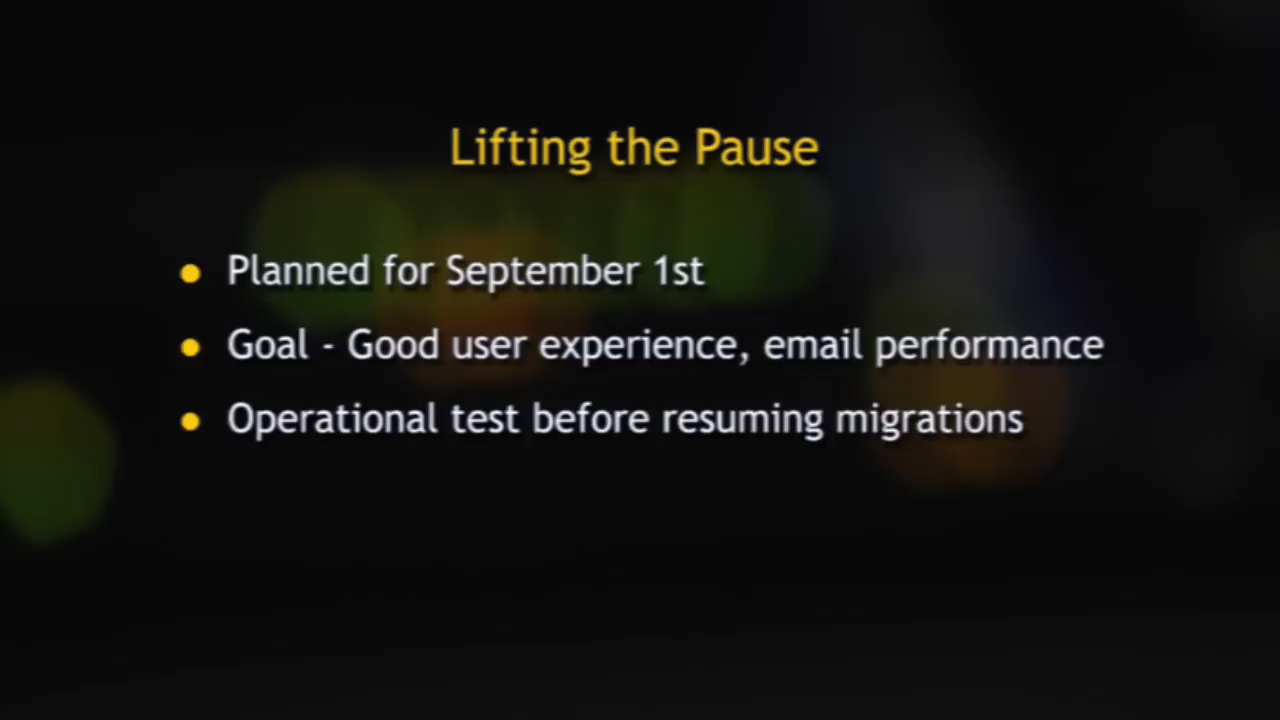 Lifting the Pause
Planned for September 1st
Goal - Good user experience, email performance
Operational test before resuming migrations